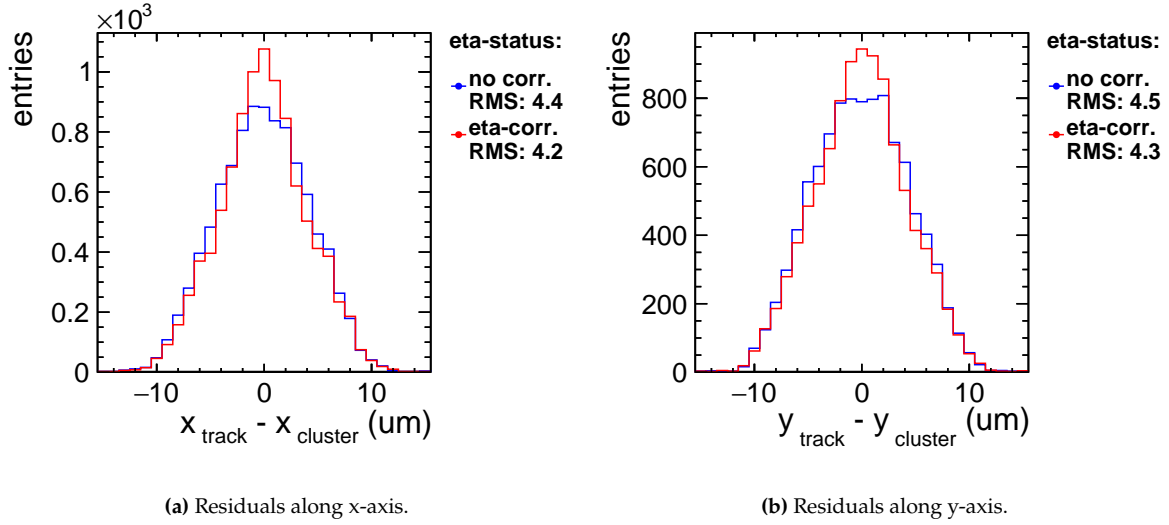 ×10³
entries
1
0.8
0.6
0.4
0.2
0
−10 0 10
x track - x cluster (um)
eta-status:
no corr.
RMS: 4.4
eta-corr.
RMS: 4.2
(a) Residuals along x-axis.
entries
800
600
400
200
0
−10 0 10
y track - y cluster (um)
eta-status:
no corr.
RMS: 4.5
eta-corr.
RMS: 4.3
(b) Residuals along y-axis.